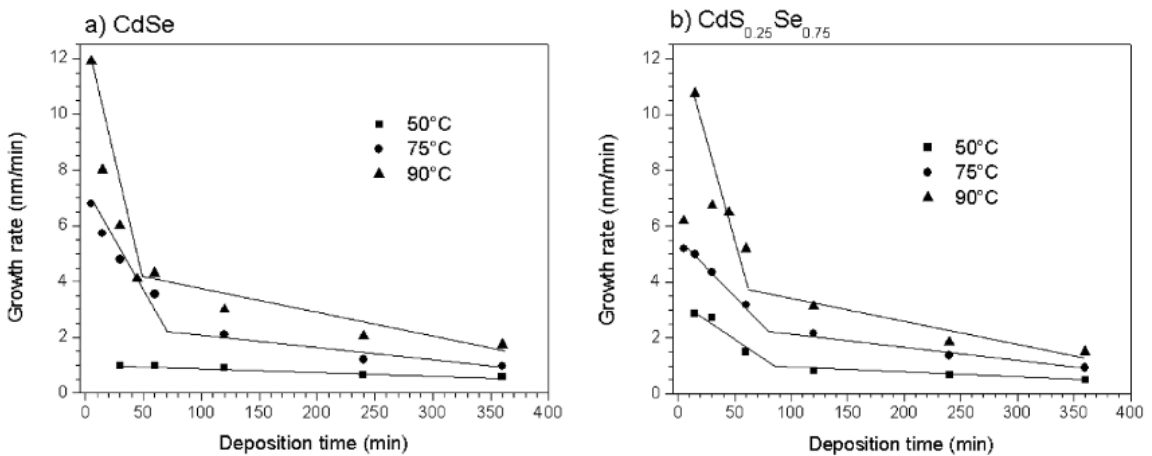 a) CdSe
12
10
8
6
4
2
0
0 50 100 150 200 250 300 350 400
Growth rate (nm/min)
Deposition time (min)
50°C
75°C
90°C
b) CdS0.25Se0.75
12
10
8
6
4
2
0
0 50 100 150 200 250 300 350 400
Growth rate (nm/min)
Deposition time (min)
50°C
75°C
90°C